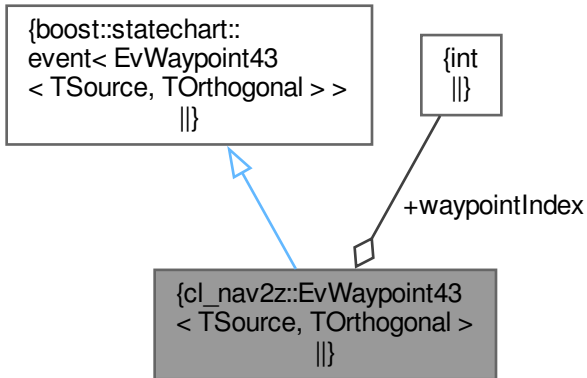 {boost::statechart::
event< EvWaypoint43
< TSource, TOrthogonal > >
||}
{int
||}
+waypointIndex
{cl_nav2z::EvWaypoint43
< TSource, TOrthogonal >
||}